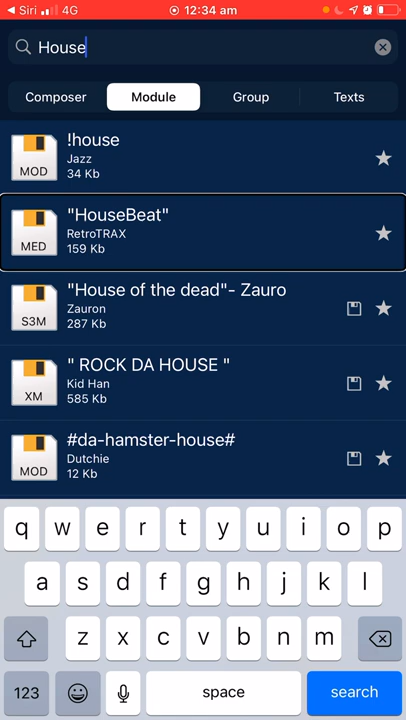 Siri 4G 12:34 am
House
Composer Module Group Texts
!house
Jazz
34 Kb
MOD
"HouseBeat"
RetroTRAX
159 Kb
MED
"House of the dead"- Zauro
Zauron
287 Kb
S3M
" ROCK DA HOUSE "
Kid Han
585 Kb
XM
#da-hamster-house#
Dutchie
12 Kb
MOD
q w e r t y u i o p
a s d f g h j k l
z x c v b n m
123 space search